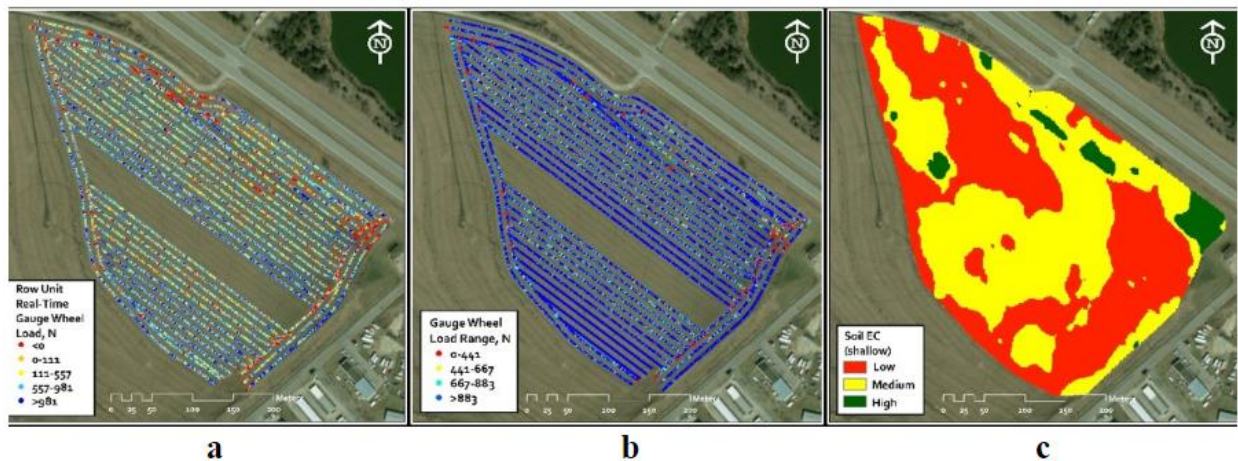 N
Row Unit
Real-Time
Gauge Wheel
Load, N
<0
0-111
111-557
557-981
>981
Meters
0 25 50 100 150 200
N
Gauge Wheel
Load Range, N
0-441
441-667
667-883
>883
Meters
0 25 50 100 150 200
N
Soil EC
(shallow)
Low
Medium
High
Meters
0 25 50 100 150 200
a
b
c